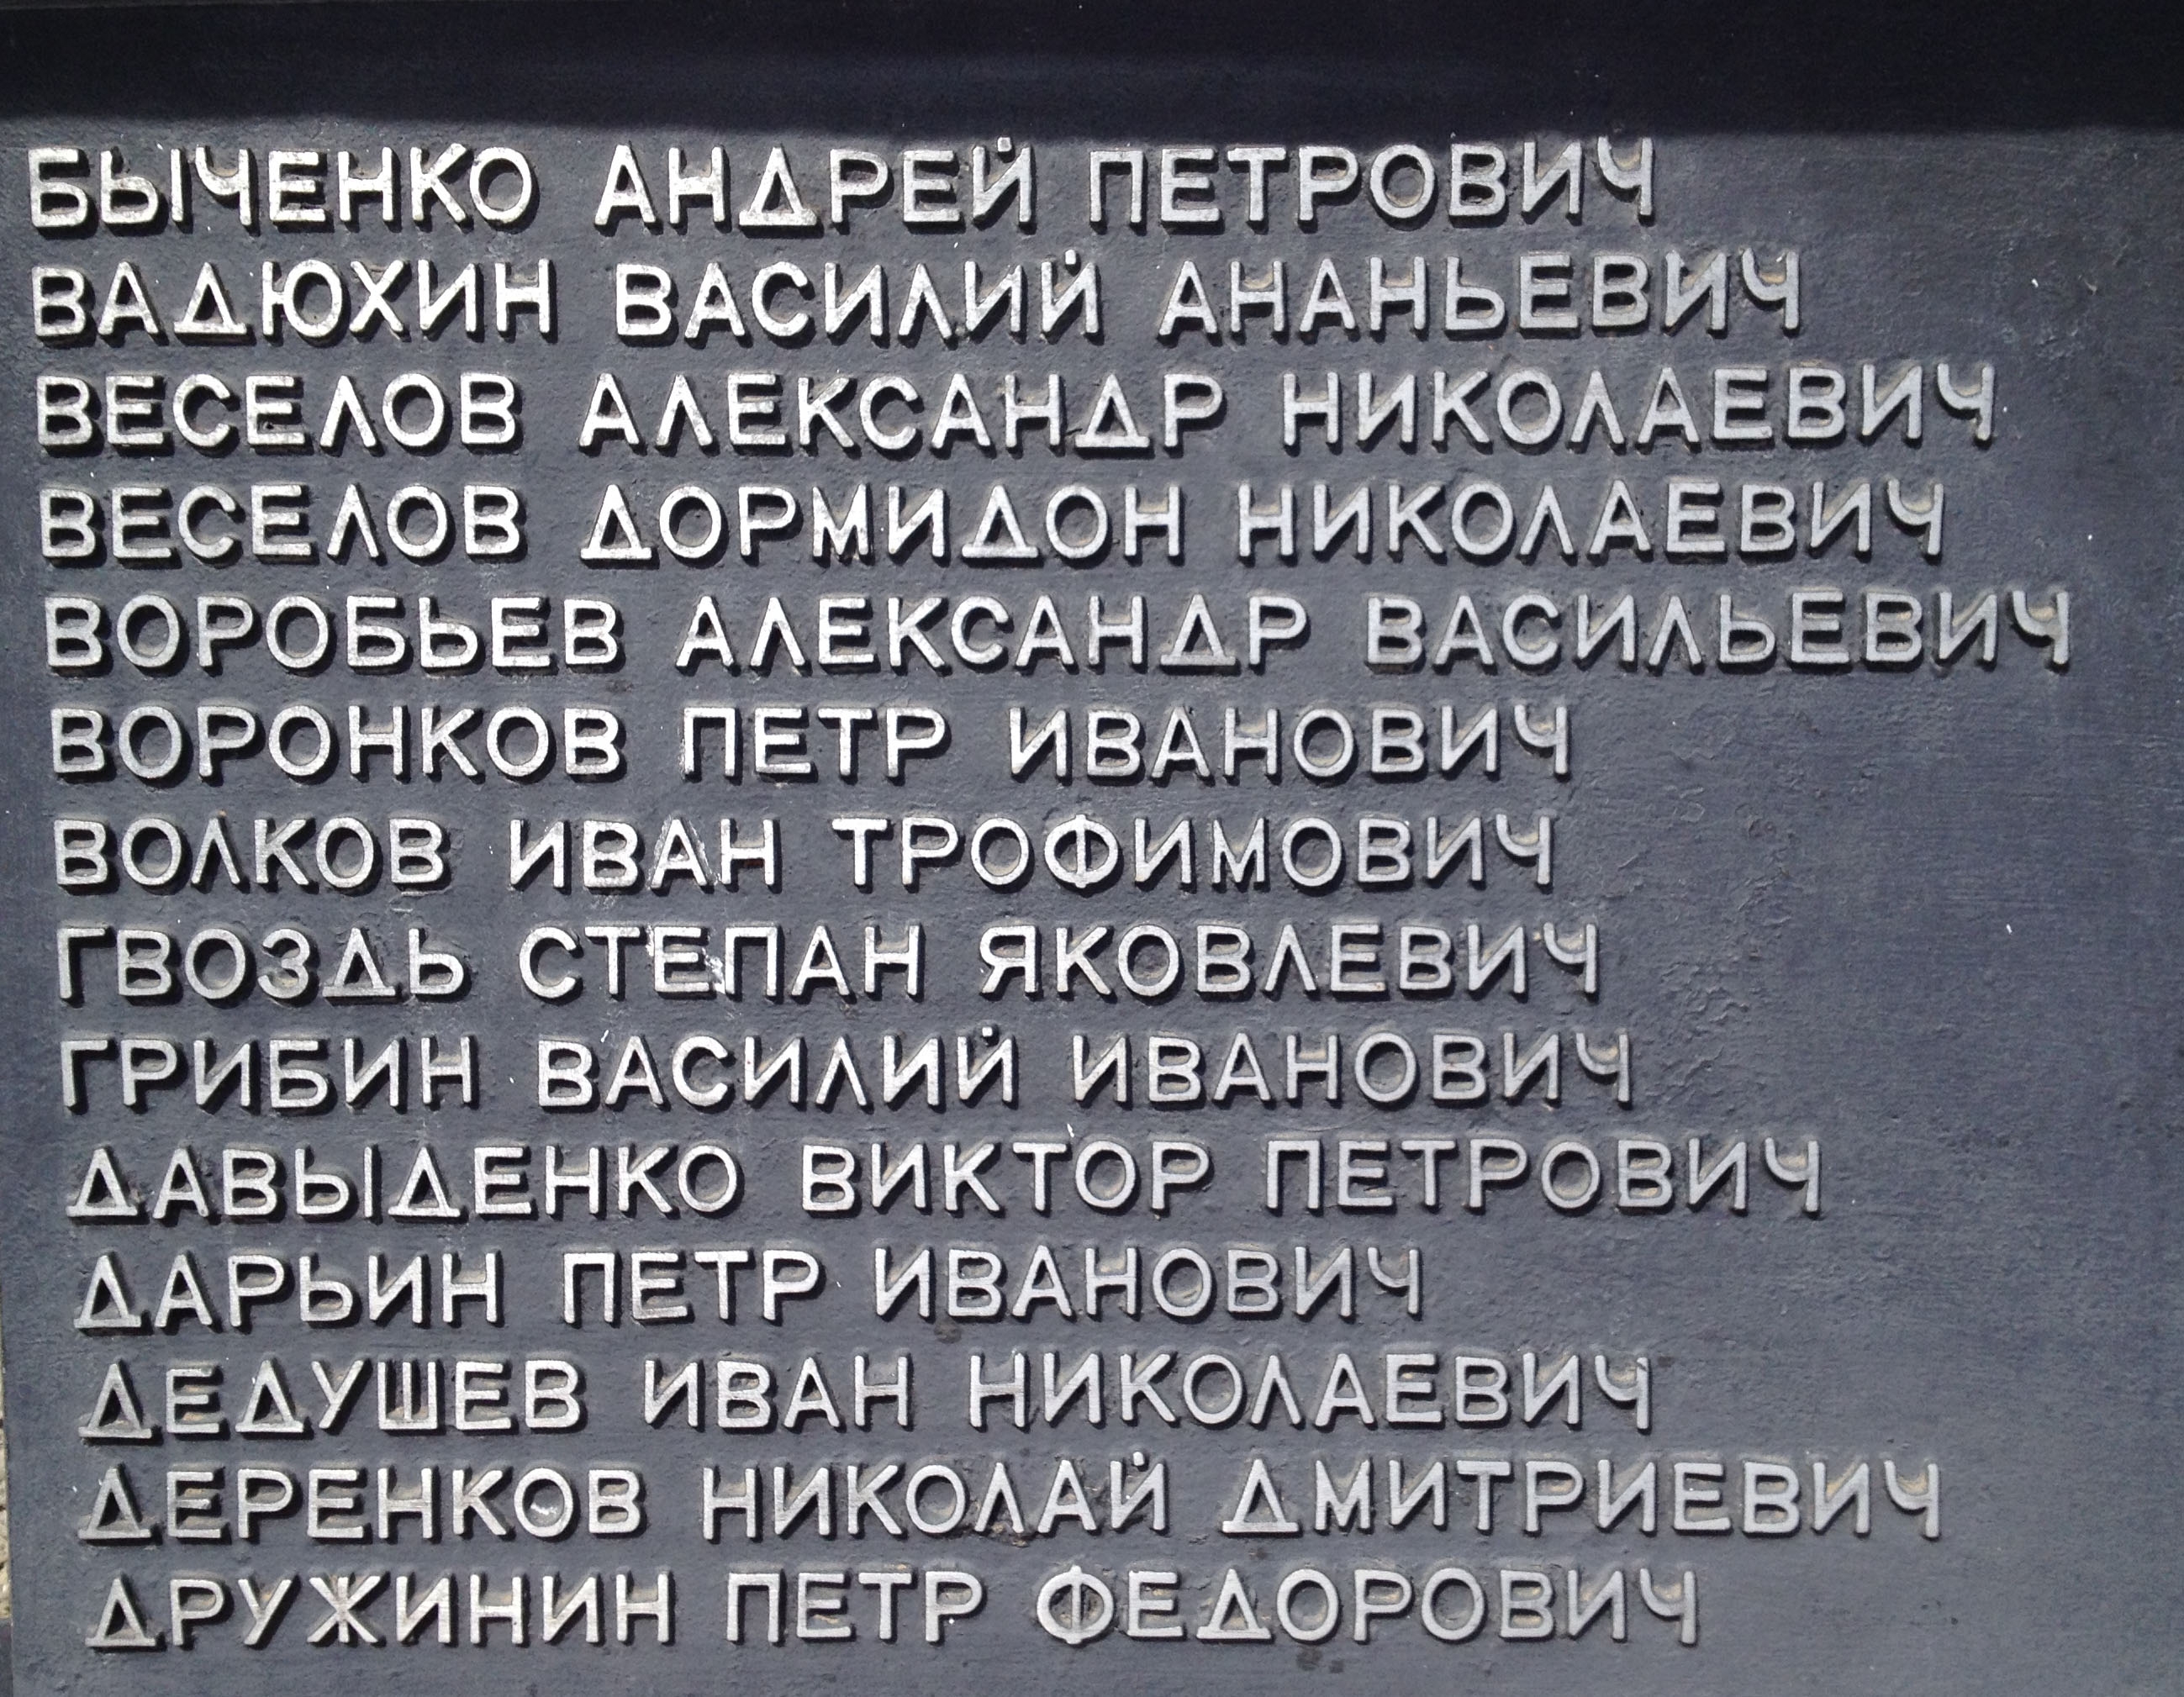 БЫЧЕНКО АНДРЕЙ ПЕТРОВИЧ
ВАДЮХИН ВАСИЛИЙ АНАНЬЕВИЧ
ВЕСЕЛОВ АЛЕКСАНДР НИКОЛАЕВИЧ
ВЕСЕЛОВ ДОРМИДОН НИКОЛАЕВИЧ
ВОРОБЬЕВ АЛЕКСАНДР ВАСИЛЬЕВИЧ
ВОРОНКОВ ПЕТР ИВАНОВИЧ
ВОЛКОВ ИВАН ТРОФИМОВИЧ
ГВОЗДЬ СТЕПАН ЯКОВЛЕВИЧ
ГРИБИН ВАСИЛИЙ ИВАНОВИЧ
ДАВЫДЕНКО ВИКТОР ПЕТРОВИЧ
ДАРЬИН ПЕТР ИВАНОВИЧ
ДЕДУШЕВ ИВАН НИКОЛАЕВИЧ
ДЕРЕНКОВ НИКОЛАЙ ДМИТРИЕВИЧ
ДРУЖИНИН ПЕТР ФЕДОРОВИЧ